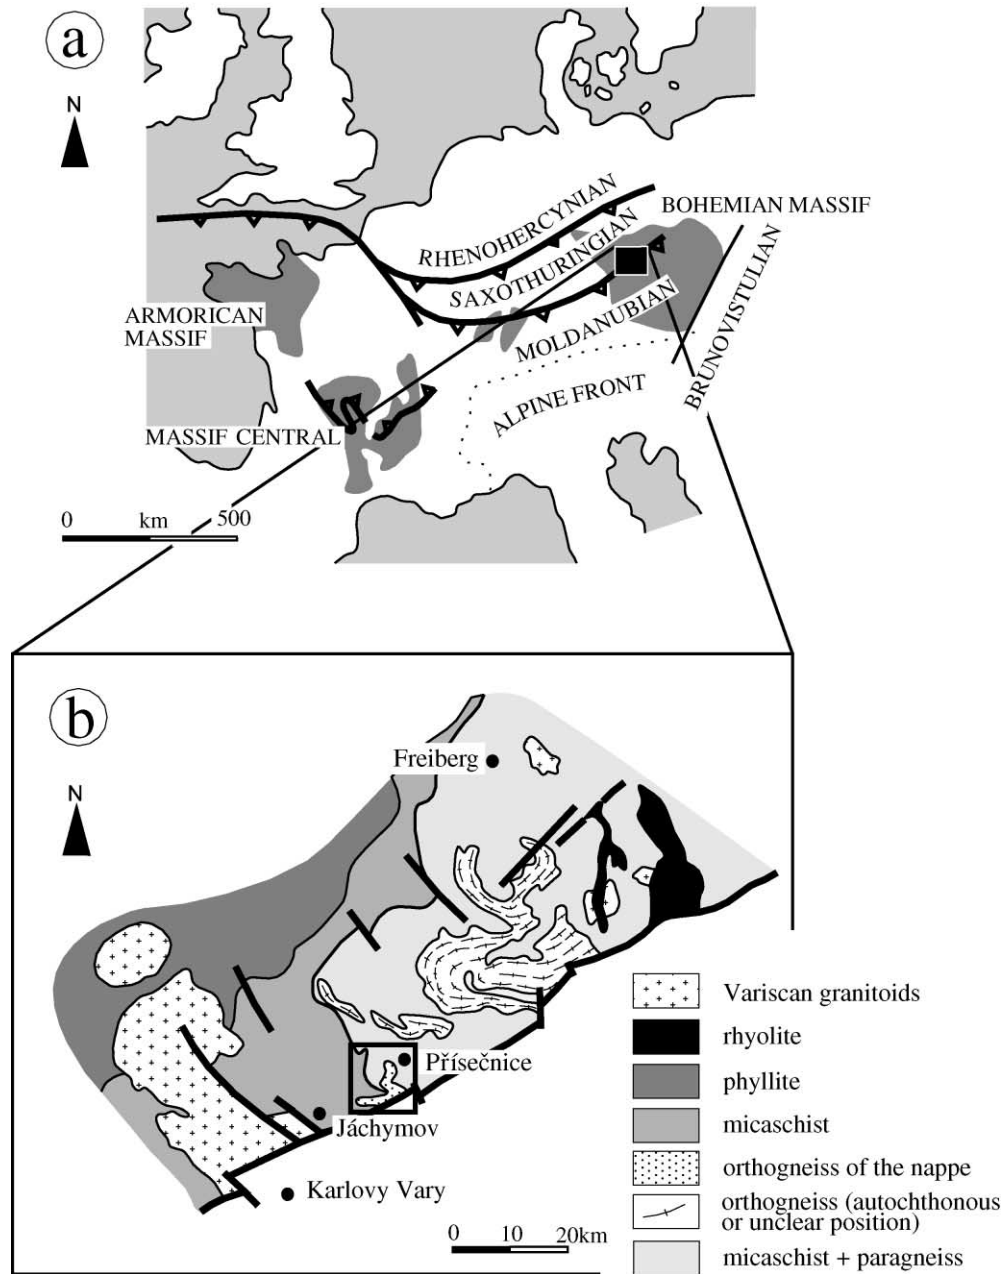 a
N
RHENOHERCYNIAN
BOHEMIAN MASSIF
SAXOTHURINGIAN
ARMORICAN
MASSIF
MOLDANUBIAN
BRUNOVISTULIAN
ALPINE FRONT
MASSIF CENTRAL
0 km 500
b
N
Freiberg
Přísečnice
Jáchymov
Karlovy Vary
0 10 20km
Variscan granitoids
rhyolite
phyllite
micaschist
orthogneiss of the nappe
orthogneiss (autochthonous
or unclear position)
micaschist + paragneiss